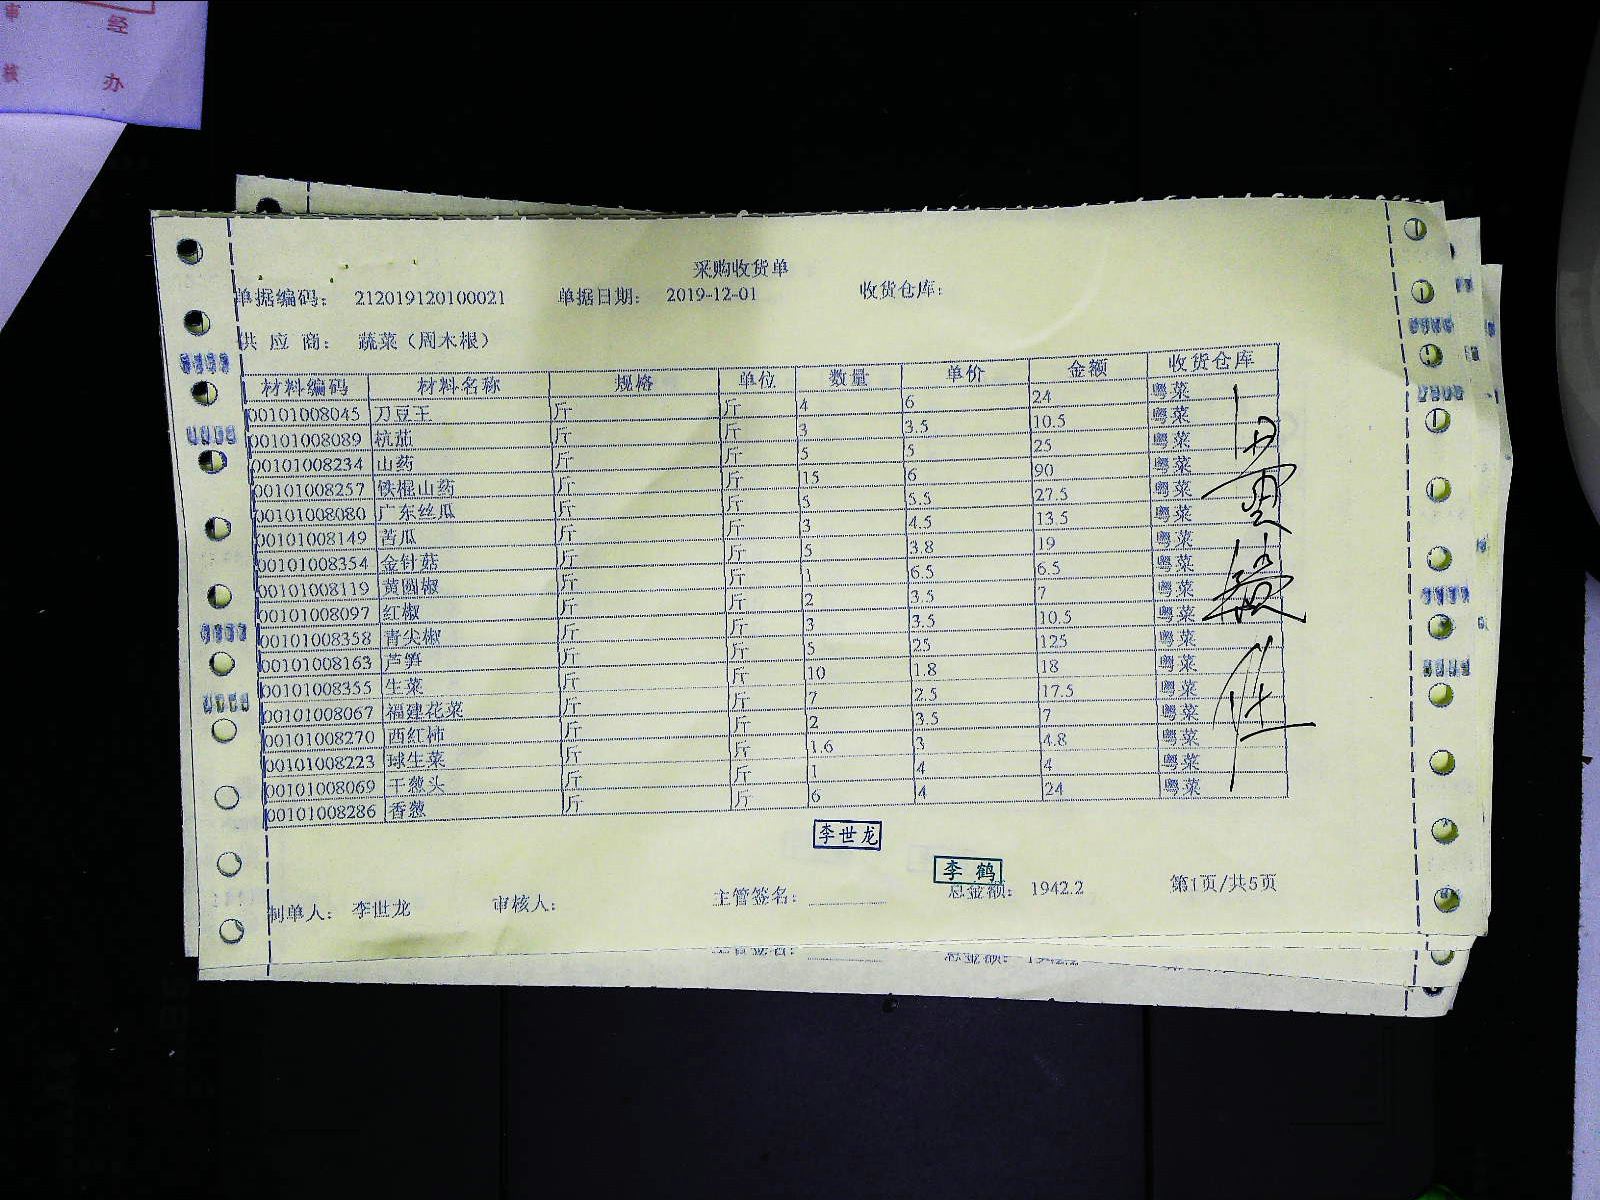 审 经
核 办
采购收货单
单据编码： 212019120100021 单据日期： 2019-12-01 收货仓库：
供 应 商： 蔬菜（周木根）
材料编码 材料名称 规格 单位 数量 单价 金额 收货仓库
00101008045 刀豆王 斤 斤 4 6 24 粤菜
00101008089 杭茄 斤 斤 3 3.5 10.5 粤菜
00101008234 山药 斤 斤 5 5 25 粤菜
00101008257 铁棍山药 斤 斤 15 6 90 粤菜
00101008080 广东丝瓜 斤 斤 5 5.5 27.5 粤菜
00101008149 苦瓜 斤 斤 3 4.5 13.5 粤菜
00101008354 金针菇 斤 斤 5 3.8 19 粤菜
00101008119 黄圆椒 斤 斤 1 6.5 6.5 粤菜
00101008097 红椒 斤 斤 2 3.5 7 粤菜
00101008358 青尖椒 斤 斤 3 3.5 10.5 粤菜
00101008163 芦笋 斤 斤 5 25 125 粤菜
00101008355 生菜 斤 斤 10 1.8 18 粤菜
00101008067 福建花菜 斤 斤 7 2.5 17.5 粤菜
00101008270 西红柿 斤 斤 2 3.5 7 粤菜
00101008223 球生菜 斤 斤 1.6 3 4.8 粤菜
00101008069 干葱头 斤 斤 1 4 4 粤菜
00101008286 香葱 斤 斤 6 4 24 粤菜
李世龙
李鹤
制单人： 李世龙 审核人： 主管签名： 总金额： 1942.2 第1页/共5页